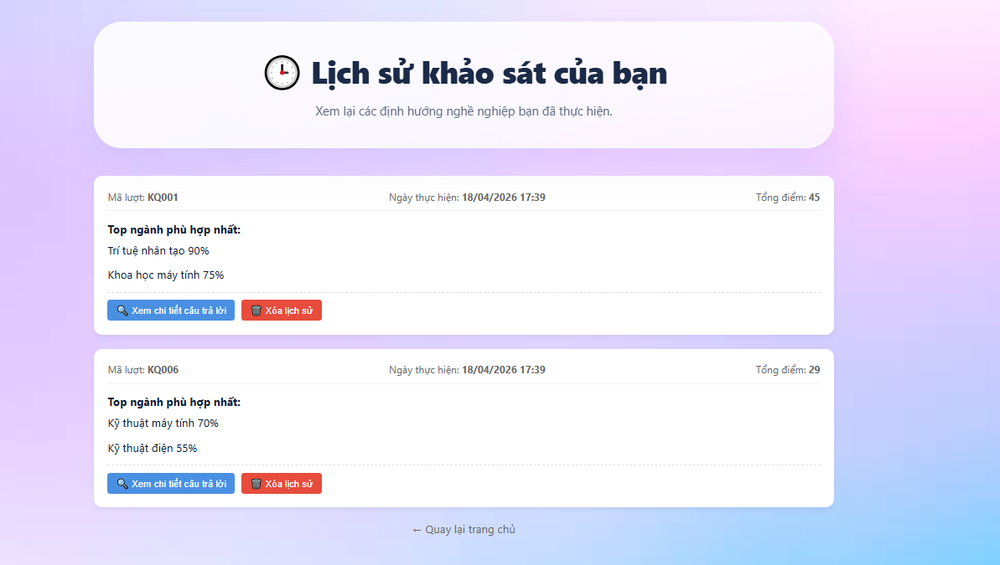 Lịch sử khảo sát của bạn
Xem lại các định hướng nghề nghiệp bạn đã thực hiện.
Mã lượt: KQ001 Ngày thực hiện: 18/04/2026 17:39 Tổng điểm: 45
Top ngành phù hợp nhất:
Trí tuệ nhân tạo 90%
Khoa học máy tính 75%
Xem chi tiết câu trả lời Xóa lịch sử
Mã lượt: KQ006 Ngày thực hiện: 18/04/2026 17:39 Tổng điểm: 29
Top ngành phù hợp nhất:
Kỹ thuật máy tính 70%
Kỹ thuật điện 55%
Xem chi tiết câu trả lời Xóa lịch sử
← Quay lại trang chủ